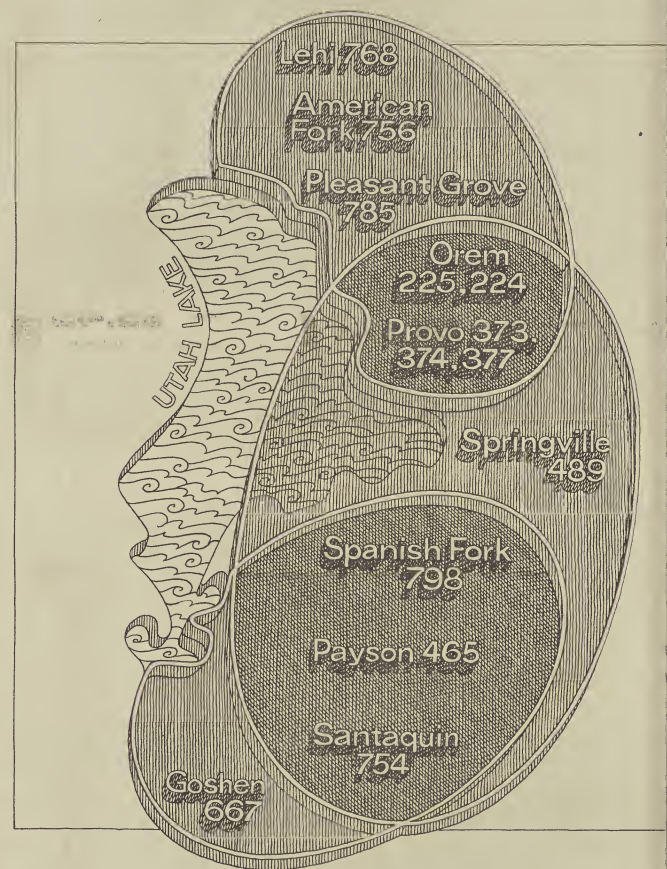 Lehi 768
American
Fork 756
Pleasant Grove
785
Orem
225, 224
Provo 373,
374, 377
UTAH LAKE
Springville
489
Spanish Fork
798
Payson 465
Santaquin
754
Goshen
667